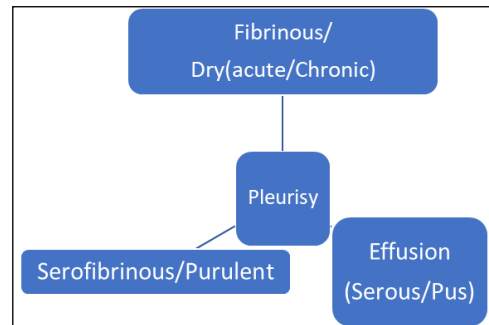 Fibrinous/
Dry(acute/Chronic)
Pleurisy
Serofibrinous/Purulent
Effusion
(Serous/Pus)